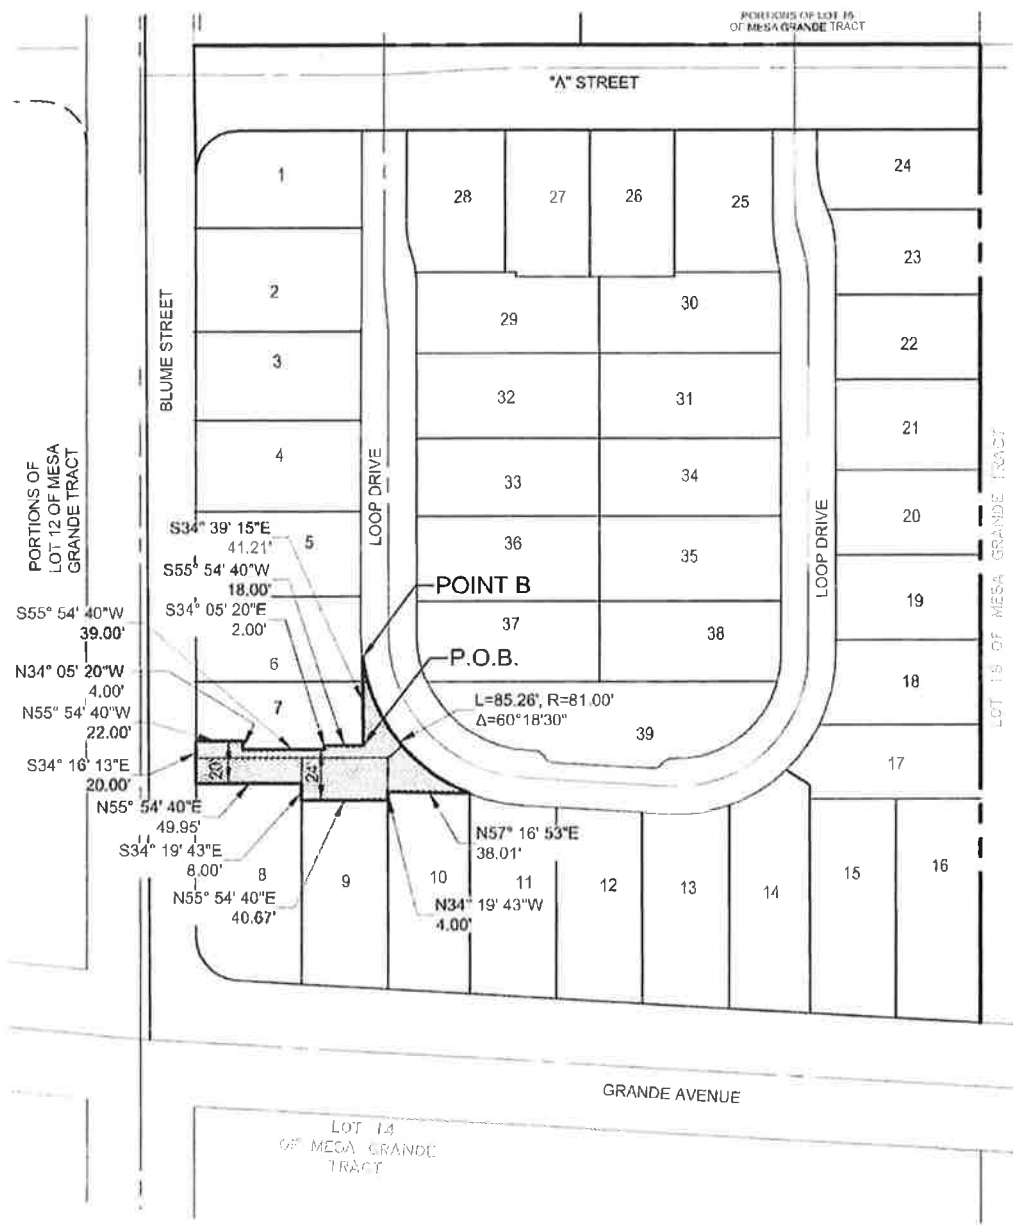 PORTIONS OF LOT 16
OF MESA GRANDE TRACT
"A" STREET
1
28
27
26
25
24
23
2
30
29
22
BLUME STREET
3
32
31
21
4
PORTIONS OF
LOT 12 OF MESA
GRANDE TRACT
LOOP DRIVE
33
34
20
LOT 16 OF MESA GRANDE TRACT
S34° 39' 15"E
41.21'
5
36
35
LOOP DRIVE
S55° 54' 40"W
18.00'
POINT B
19
S34° 05' 20"E
2.00'
S55° 54' 40"W
39.00'
37
38
6
P.O.B.
18
N34° 05' 20"W
4.00'
7
L=85.26', R=81.00'
Δ=60°18'30"
39
N55° 54' 40"W
22.00'
17
S34° 16' 13"E
20.00'
20'
24'
N55° 54' 40"E
49.95'
N57° 16' 53"E
38.01'
S34° 19' 43"E
8.00'
8
9
10
11
12
13
14
15
16
N55° 54' 40"E
40.67'
N34° 19' 43"W
4.00'
GRANDE AVENUE
LOT 14
OF MESA GRANDE
TRACT